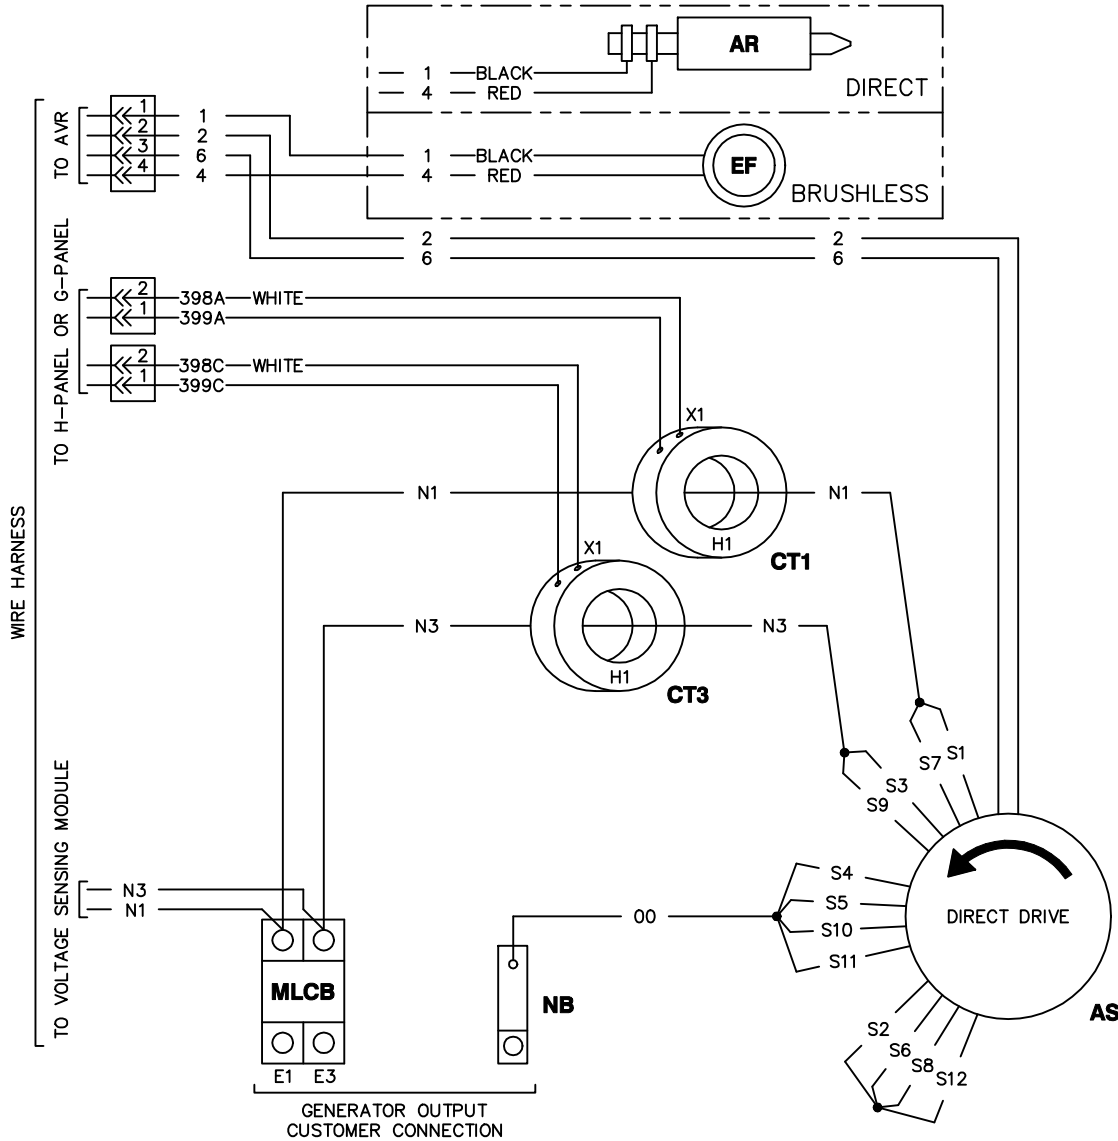 AR
1 BLACK
4 RED
DIRECT
TO AVR
1 1
2 2
3 6
4 4
1 BLACK
4 RED
EF
BRUSHLESS
2 2
6 6
TO H-PANEL OR G-PANEL
2 398A WHITE
1 399A
2 398C WHITE
1 399C
X1
N1 N1
H1
CT1
X1
N3 N3
H1
CT3
WIRE HARNESS
S7 S1
S9 S3
TO VOLTAGE SENSING MODULE
N3
N1
S4
S5
S10
S11
00
DIRECT DRIVE
MLCB
NB
AS
S2
S6
S8
S12
E1 E3
GENERATOR OUTPUT
CUSTOMER CONNECTION